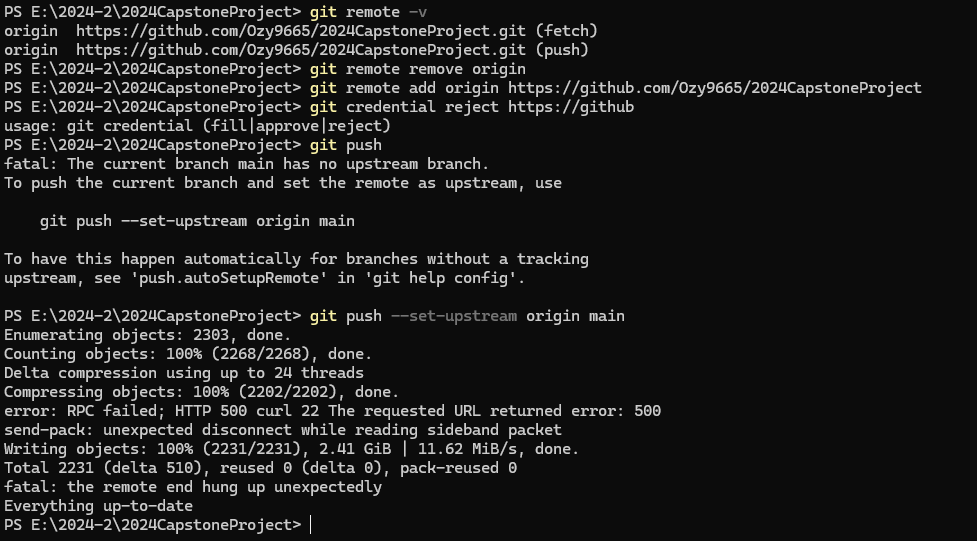 PS E:\2024-2\2024CapstoneProject> git remote -v
origin  https://github.com/Ozy9665/2024CapstoneProject.git (fetch)
origin  https://github.com/Ozy9665/2024CapstoneProject.git (push)
PS E:\2024-2\2024CapstoneProject> git remote remove origin
PS E:\2024-2\2024CapstoneProject> git remote add origin https://github.com/Ozy9665/2024CapstoneProject
PS E:\2024-2\2024CapstoneProject> git credential reject https://github
usage: git credential (fill|approve|reject)
PS E:\2024-2\2024CapstoneProject> git push
fatal: The current branch main has no upstream branch.
To push the current branch and set the remote as upstream, use
    git push --set-upstream origin main
To have this happen automatically for branches without a tracking
upstream, see 'push.autoSetupRemote' in 'git help config'.
PS E:\2024-2\2024CapstoneProject> git push --set-upstream origin main
Enumerating objects: 2303, done.
Counting objects: 100% (2268/2268), done.
Delta compression using up to 24 threads
Compressing objects: 100% (2202/2202), done.
error: RPC failed; HTTP 500 curl 22 The requested URL returned error: 500
send-pack: unexpected disconnect while reading sideband packet
Writing objects: 100% (2231/2231), 2.41 GiB | 11.62 MiB/s, done.
Total 2231 (delta 510), reused 0 (delta 0), pack-reused 0
fatal: the remote end hung up unexpectedly
Everything up-to-date
PS E:\2024-2\2024CapstoneProject>